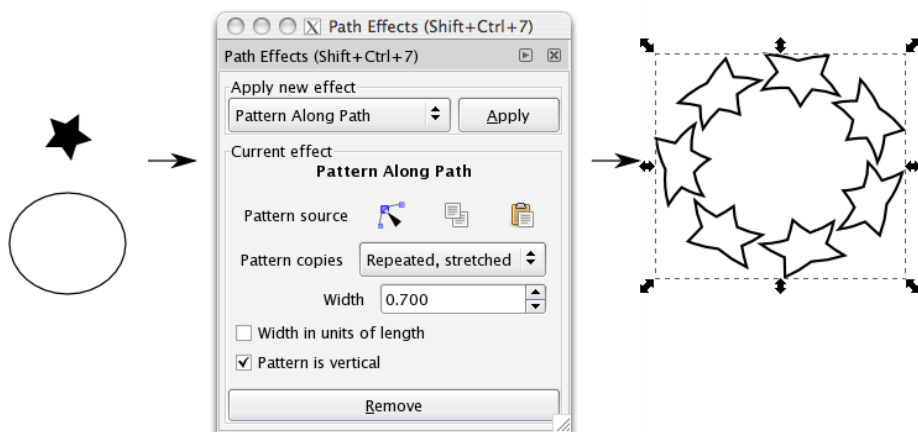 X Path Effects (Shift+Ctrl+7)
Path Effects (Shift+Ctrl+7)
Apply new effect
Pattern Along Path Apply
Current effect
Pattern Along Path
Pattern source
Pattern copies Repeated, stretched
Width 0.700
Width in units of length
Pattern is vertical
Remove